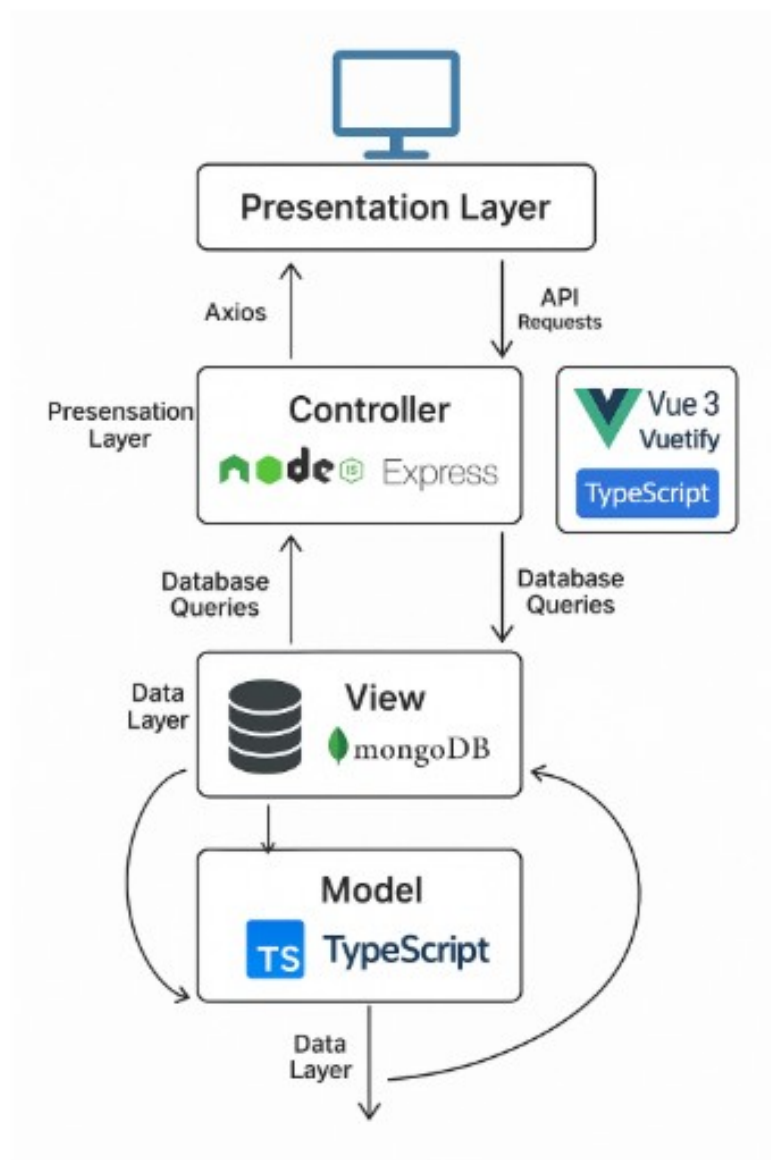 Presentation Layer
Axios
API
Requests
Presensation
Layer
Controller
node JS Express
Vue 3
Vuetify
TypeScript
Database
Queries
Database
Queries
Data
Layer
View
mongoDB
Model
TS TypeScript
Data
Layer